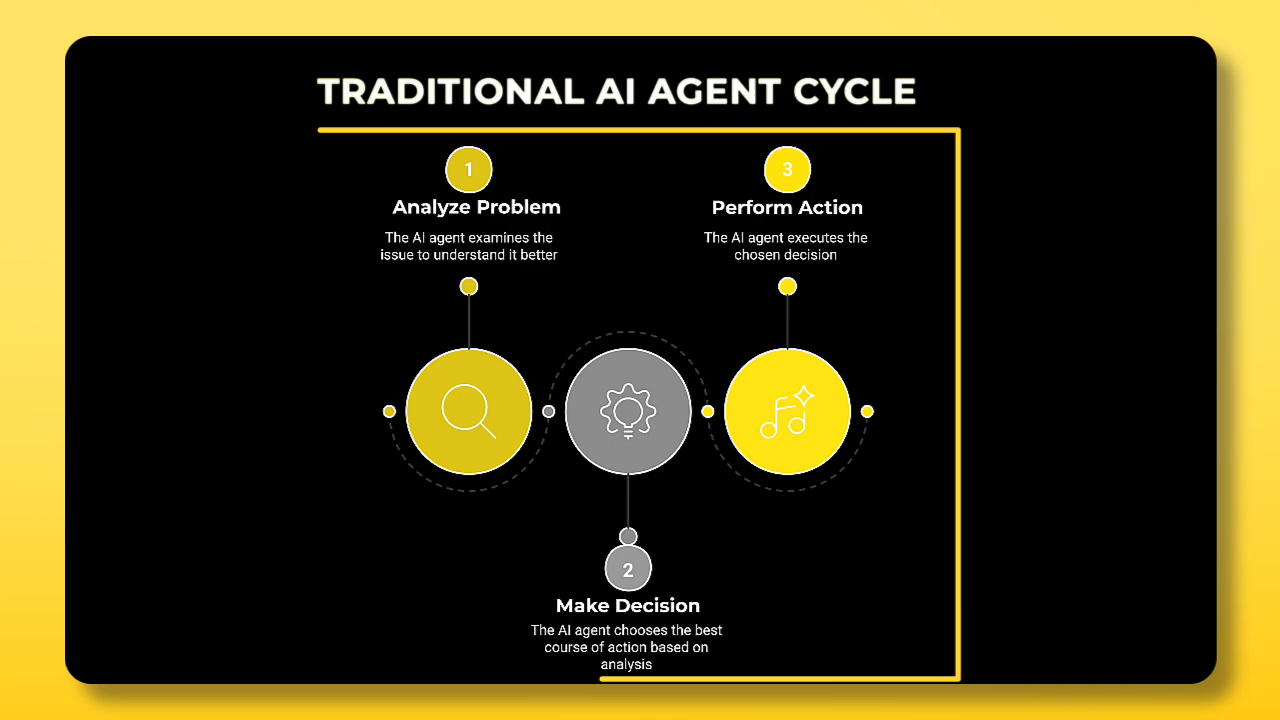 TRADITIONAL AI AGENT CYCLE
1
Analyze Problem
The AI agent examines the
issue to understand it better
3
Perform Action
The AI agent executes the
chosen decision
2
Make Decision
The AI agent chooses the best
course of action based on
analysis